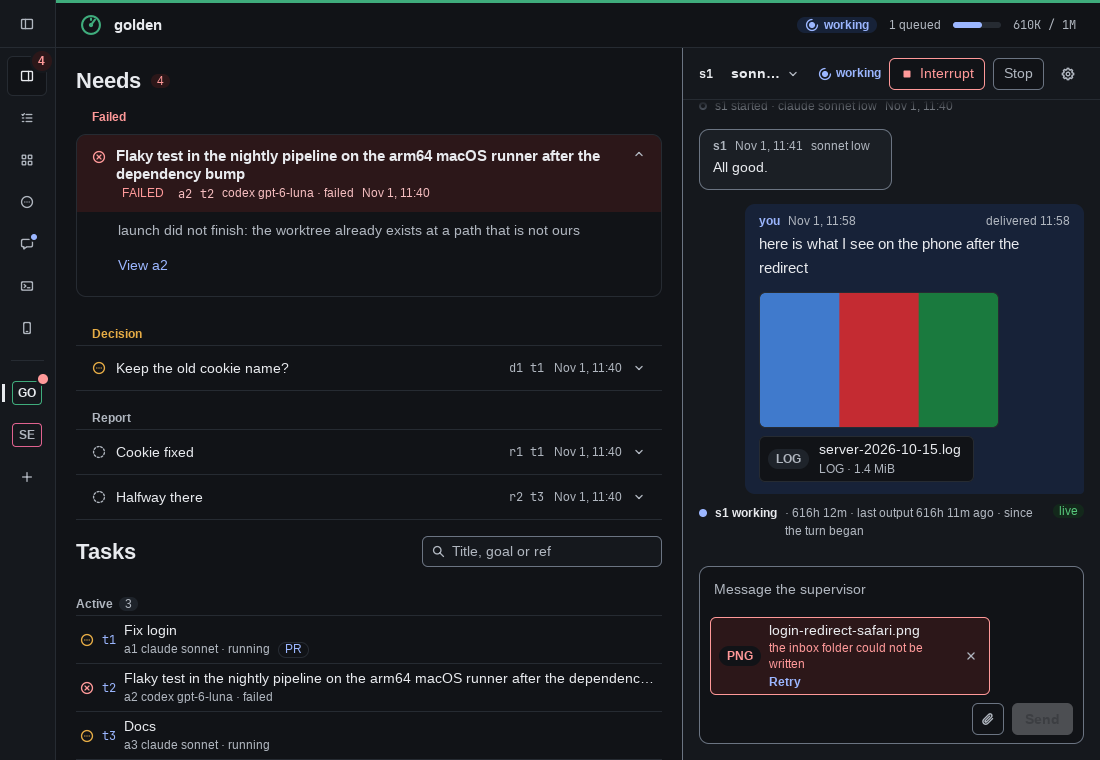 golden
working
1 queued
610K / 1M
4
GO
SE
Needs 4
Failed
Flaky test in the nightly pipeline on the arm64 macOS runner after the
dependency bump
FAILED a2 t2 codex gpt-6-luna · failed Nov 1, 11:40
launch did not finish: the worktree already exists at a path that is not ours
View a2
Decision
Keep the old cookie name? d1 t1 Nov 1, 11:40
Report
Cookie fixed r1 t1 Nov 1, 11:40
Halfway there r2 t3 Nov 1, 11:40
Tasks
Title, goal or ref
Active 3
t1 Fix login
a1 claude sonnet · running PR
t2 Flaky test in the nightly pipeline on the arm64 macOS runner after the dependenc…
a2 codex gpt-6-luna · failed
t3 Docs
a3 claude sonnet · running
s1 sonn… working Interrupt Stop
s1 started · claude sonnet low Nov 1, 11:40
s1 Nov 1, 11:41 sonnet low
All good.
you Nov 1, 11:58 delivered 11:58
here is what I see on the phone after the
redirect
LOG server-2026-10-15.log
LOG · 1.4 MiB
s1 working · 616h 12m · last output 616h 11m ago · since
the turn began
live
Message the supervisor
PNG login-redirect-safari.png
the inbox folder could not be
written
Retry
Send